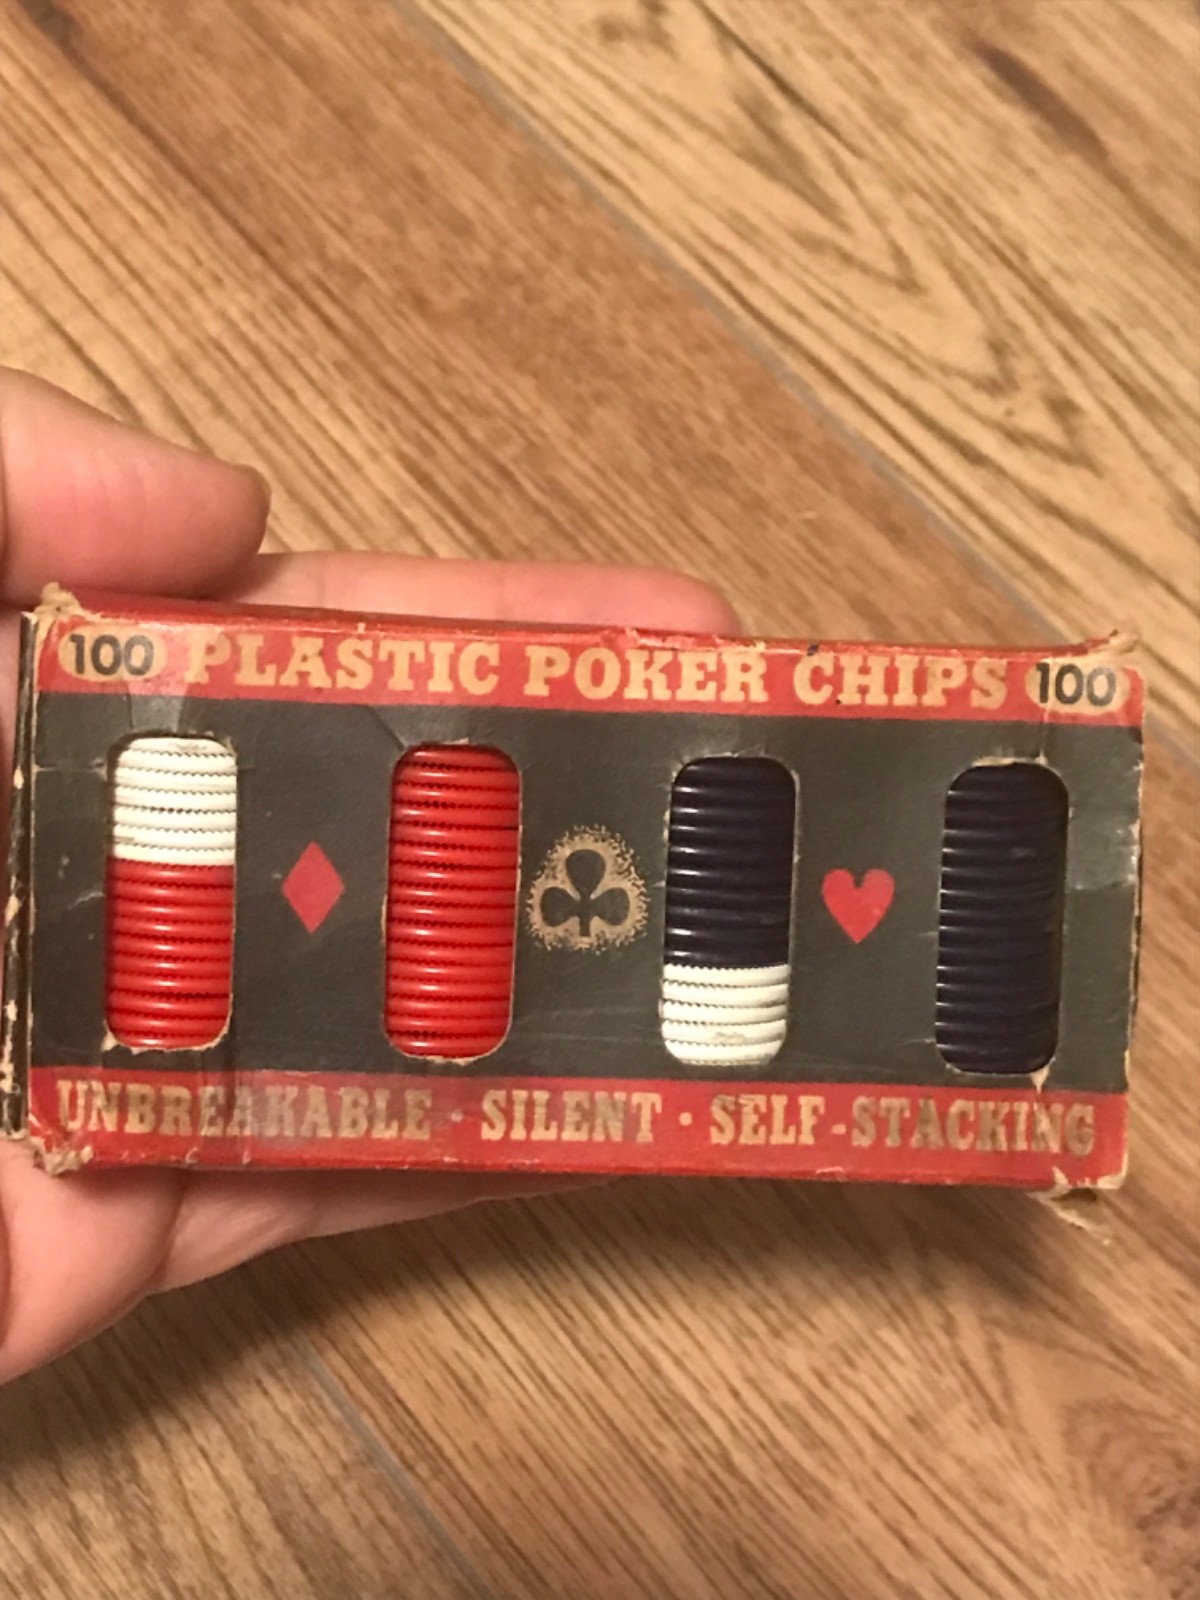 100 PLASTIC POKER CHIPS 100
UNBREAKABLE · SILENT · SELF-STACKING